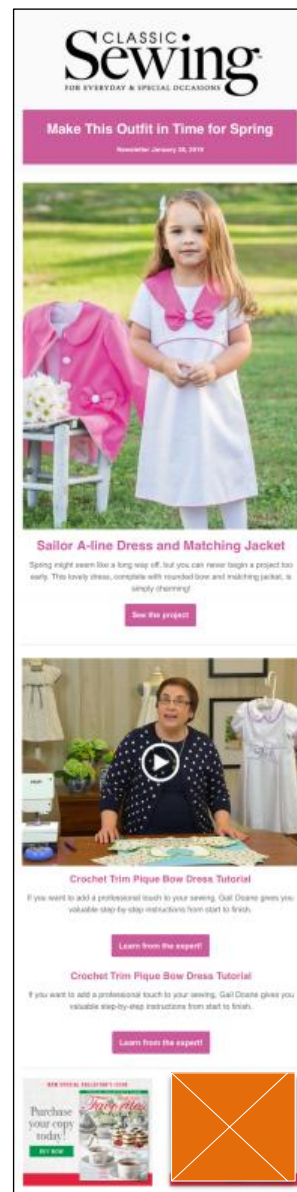 CLASSIC
Sewing
FOR EVERYDAY & SPECIAL OCCASIONS
Make This Outfit in Time for Spring
Newsletter January 28, 2019
Sailor A-line Dress and Matching Jacket
Spring might seem like a long way off, but you can never begin a project too
early. This lovely dress, complete with rounded bow and matching jacket, is
simply charming!
See the project
Crochet Trim Pique Bow Dress Tutorial
If you want to add a professional touch to your sewing, Gail Doane gives you
valuable step-by-step instructions from start to finish.
Learn from the expert!
Crochet Trim Pique Bow Dress Tutorial
If you want to add a professional touch to your sewing, Gail Doane gives you
valuable step-by-step instructions from start to finish.
Learn from the expert!
NEW SPECIAL COLLECTOR'S ISSUE
Purchase
your copy
today!
BUY NOW
Favorites